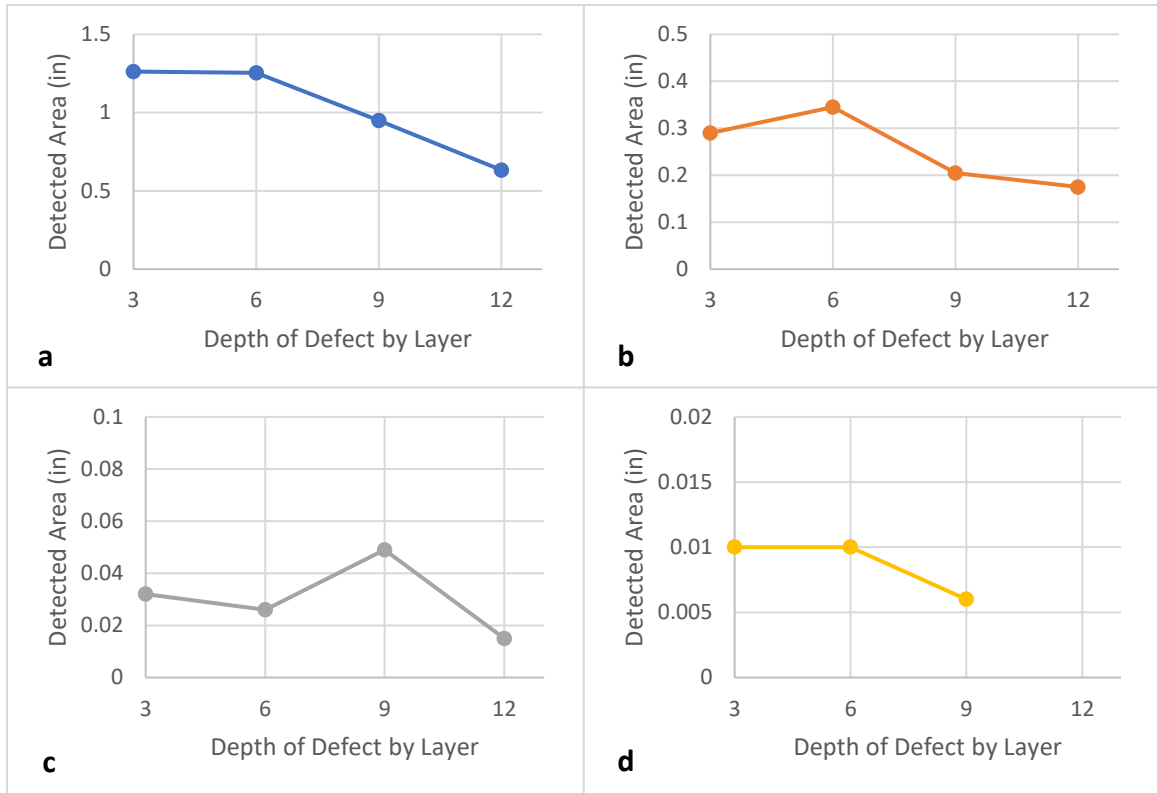 Detected Area (in)
1.5
1
0.5
0
3 6 9 12
Depth of Defect by Layer
a
Detected Area (in)
0.5
0.4
0.3
0.2
0.1
0
3 6 9 12
Depth of Defect by Layer
b
Detected Area (in)
0.1
0.08
0.06
0.04
0.02
0
3 6 9 12
Depth of Defect by Layer
c
Detected Area (in)
0.02
0.015
0.01
0.005
0
3 6 9 12
Depth of Defect by Layer
d